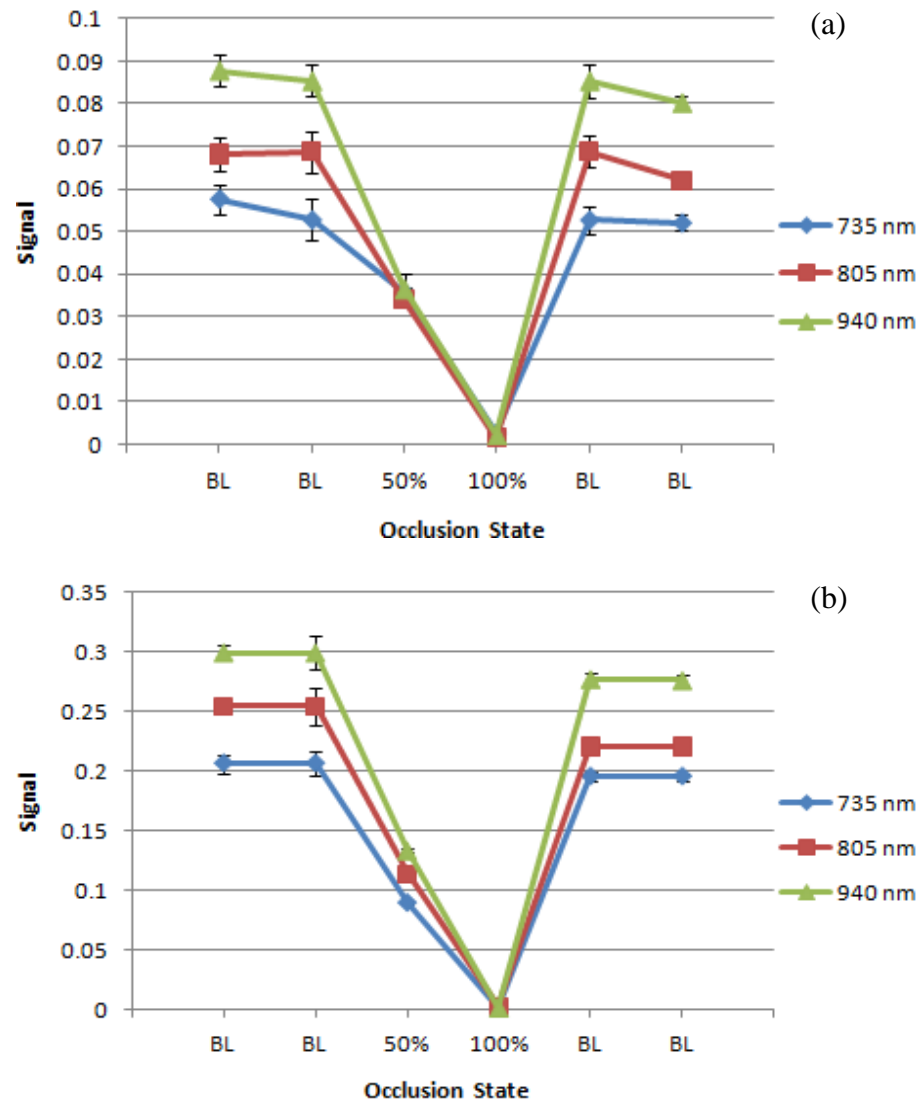 (a)
0.1
0.09
0.08
0.07
0.06
0.05
0.04
0.03
0.02
0.01
0
Signal
BL BL 50% 100% BL BL
Occlusion State
735 nm
805 nm
940 nm
(b)
0.35
0.3
0.25
0.2
0.15
0.1
0.05
0
Signal
BL BL 50% 100% BL BL
Occlusion State
735 nm
805 nm
940 nm